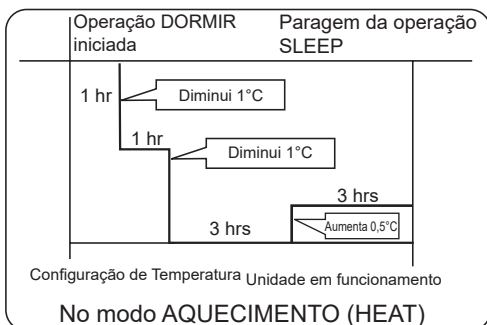 Operação DORMIR
iniciada
Paragem da operação
SLEEP
1 hr
Diminui 1°C
1 hr
Diminui 1°C
3 hrs
3 hrs
Aumenta 0,5°C
Configuração de Temperatura
Unidade em funcionamento
No modo AQUECIMENTO (HEAT)